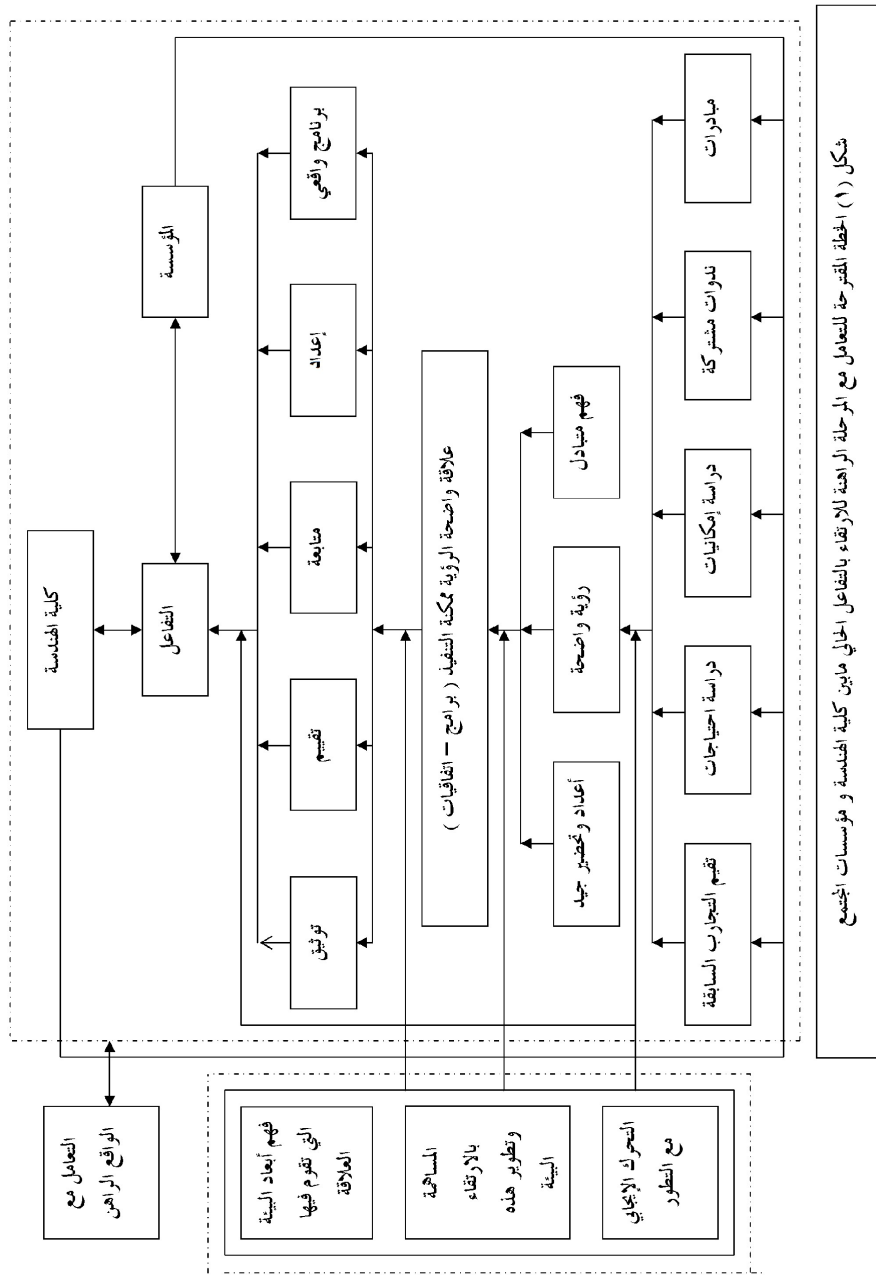 كلية الهندسة
التفاعل
المؤسسة
برنامج واقعي
إعداد
متابعة
تقييم
توثيق
علاقة واضحة الرؤية ممكنة التنفيذ ( برامج – اتفاقيات )
فهم متبادل
رؤية واضحة
أعداد وتحضير جيد
مبادرات
ندوات مشتركة
دراسة إمكانيات
دراسة احتياجات
تقيم التجارب السابقة
التعامل مع
الواقع الراهن
فهم أبعاد البيئة
التي تقوم فيها
العلاقة
المساهمة
بالارتقاء
وتطوير هذه
البيئة
التحرك الإيجابي
مع التطور
شكل (١) الخطة المقترحة للتعامل مع المرحلة الراهنة للارتقاء بالتفاعل الحالي مابين كلية الهندسة و مؤسسات المجتمع